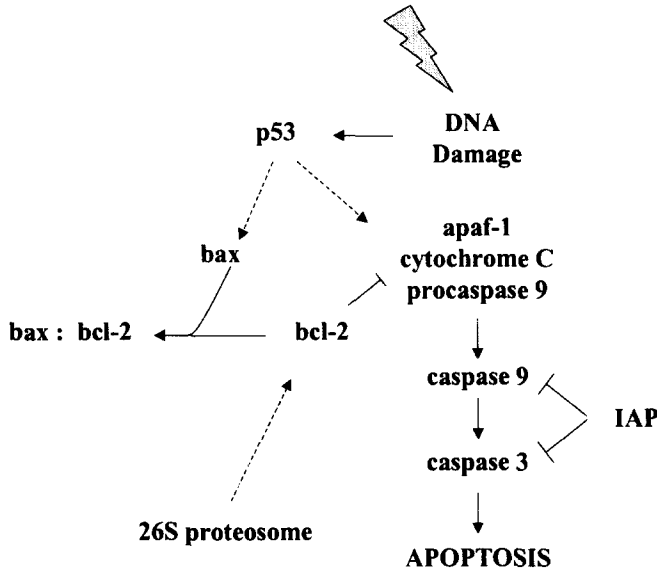 DNA
Damage
p53
apaf-1
cytochrome C
procaspase 9
bax
bax : bcl-2
bcl-2
caspase 9
IAP
caspase 3
26S proteosome
APOPTOSIS